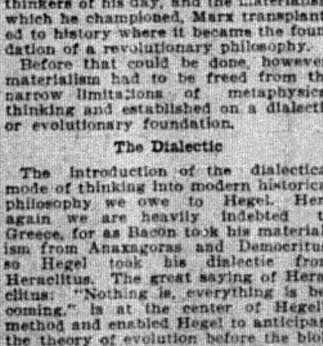 thinkers of his day, and the materialism
which he championed, Marx transplant-
ed to history where it became the foun-
dation of a revolutionary philosophy.
Before that could be done, however
materialism had to be freed from the
narrow limitations of metaphysical
thinking and established on a dialectic
or evolutionary foundation.
The Dialectic
The introduction of the dialectical
mode of thinking into modern historical
philosophy we owe to Hegel. Her
again we are heavily indebted t
Greece, for as Bacon took his material-
ism from Anaxagoras and Democritus
so Hegel took his dialectic from
Heraclitus. The great saying of Hera-
clitus: "Nothing is, everything is be-
coming," is at the center of Hegel'
method and enabled Hegel to anticipat
the theory of evolution before the biol